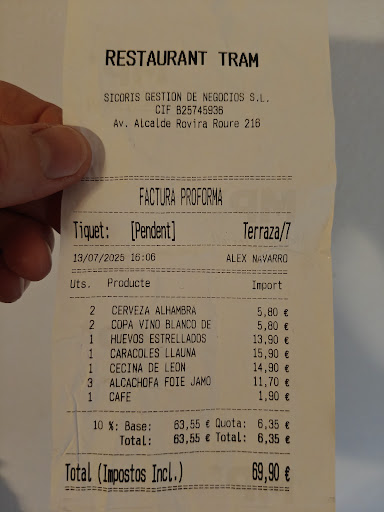 RESTAURANT TRAM
SICORIS GESTION DE NEGOCIOS S.L.
CIF B25745936
Av. Alcalde Rovira Roure 216
FACTURA PROFORMA
Tiquet: [Pendent] Terraza/7
13/07/2025 16:06 ALEX NAVARRO
Uts. Producte Import
2 CERVEZA ALHAMBRA 5,80 €
2 COPA VINO BLANCO DE 5,80 €
1 HUEVOS ESTRELLADOS 13,90 €
1 CARACOLES LLAUNA 15,90 €
1 CECINA DE LEON 14,90 €
3 ALCACHOFA FOIE JAMO 11,70 €
1 CAFE 1,90 €
10 %: Base: 63,55 € Quota: 6,35 €
Total: 63,55 € Total: 6,35 €
Total (Impostos Incl.) 69,90 €